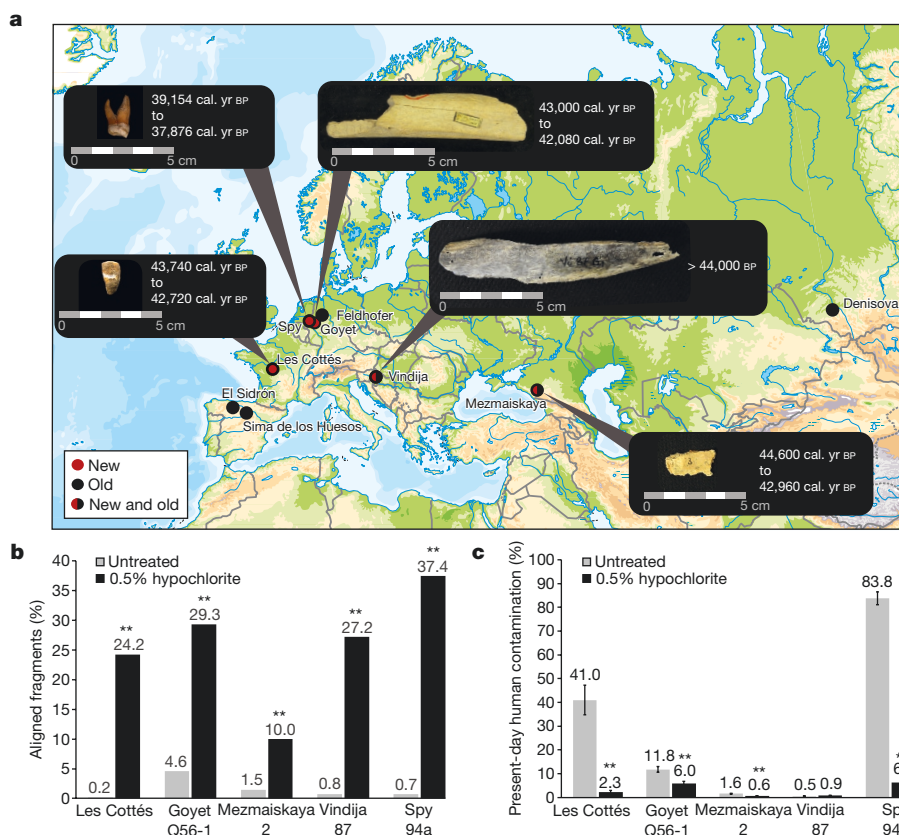 a
39,154 cal. yr BP
to
37,876 cal. yr BP
0 5 cm
43,000 cal. yr BP
to
42,080 cal. yr BP
0 5 cm
43,740 cal. yr BP
to
42,720 cal. yr BP
0 5 cm
> 44,000 BP
0 5 cm
Denisova
Feldhofer
Spy
Goyet
Les Cottés
Vindija
El Sidrón
Mezmaiskaya
Sima de los Huesos
44,600 cal. yr BP
to
42,960 cal. yr BP
0 5 cm
New
Old
New and old
b
Aligned fragments (%)
Untreated
0.5% hypochlorite
40
35
30
25
20
15
10
5
0
**
24.2
0.2
**
29.3
4.6
**
10.0
1.5
**
27.2
0.8
**
37.4
0.7
Les Cottés Goyet Mezmaiskaya Vindija Spy
Q56-1 2 87 94a
c
Present-day human contamination (%)
Untreated
0.5% hypochlorite
100
90
80
70
60
50
40
30
20
10
0
41.0
**
2.3
11.8
**
6.0
1.6
**
0.6
0.5
0.9
83.8
Les Cottés Goyet Mezmaiskaya Vindija
Q56-1 2 87